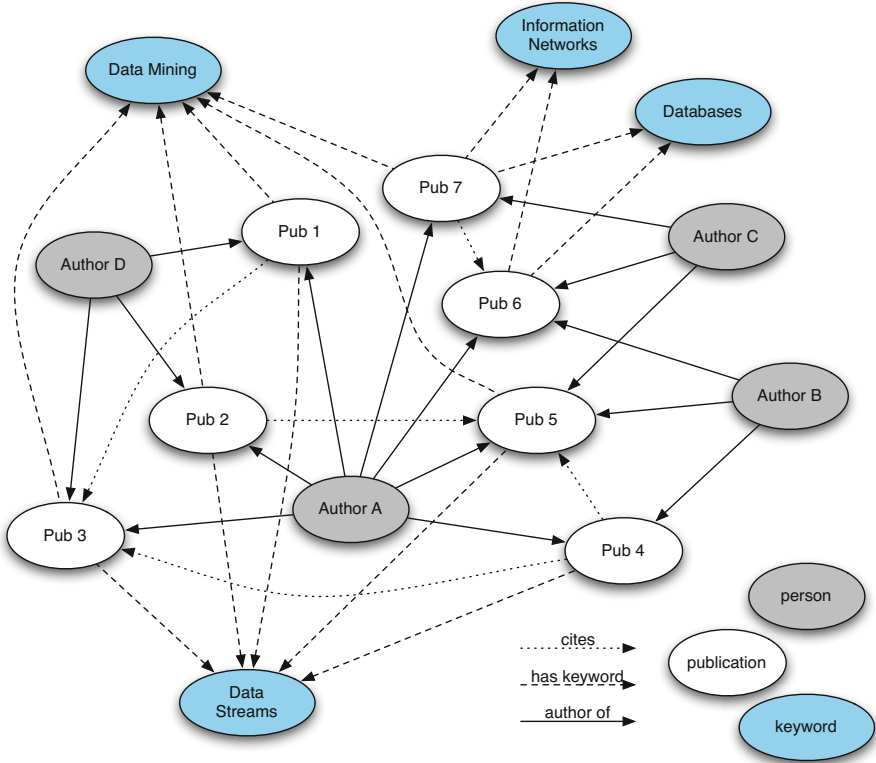 Information
Networks
Data Mining
Databases
Pub 7
Pub 1
Author C
Author D
Pub 6
Author B
Pub 2
Pub 5
Author A
Pub 3
Pub 4
person
cites
publication
has keyword
Data
Streams
author of
keyword